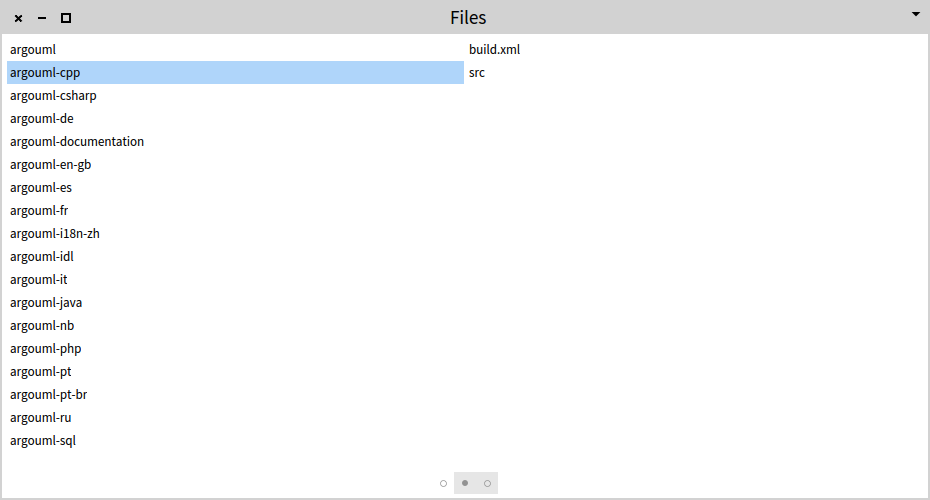 Files
argouml
argouml-cpp
argouml-csharp
argouml-de
argouml-documentation
argouml-en-gb
argouml-es
argouml-fr
argouml-i18n-zh
argouml-idl
argouml-it
argouml-java
argouml-nb
argouml-php
argouml-pt
argouml-pt-br
argouml-ru
argouml-sql
build.xml
src